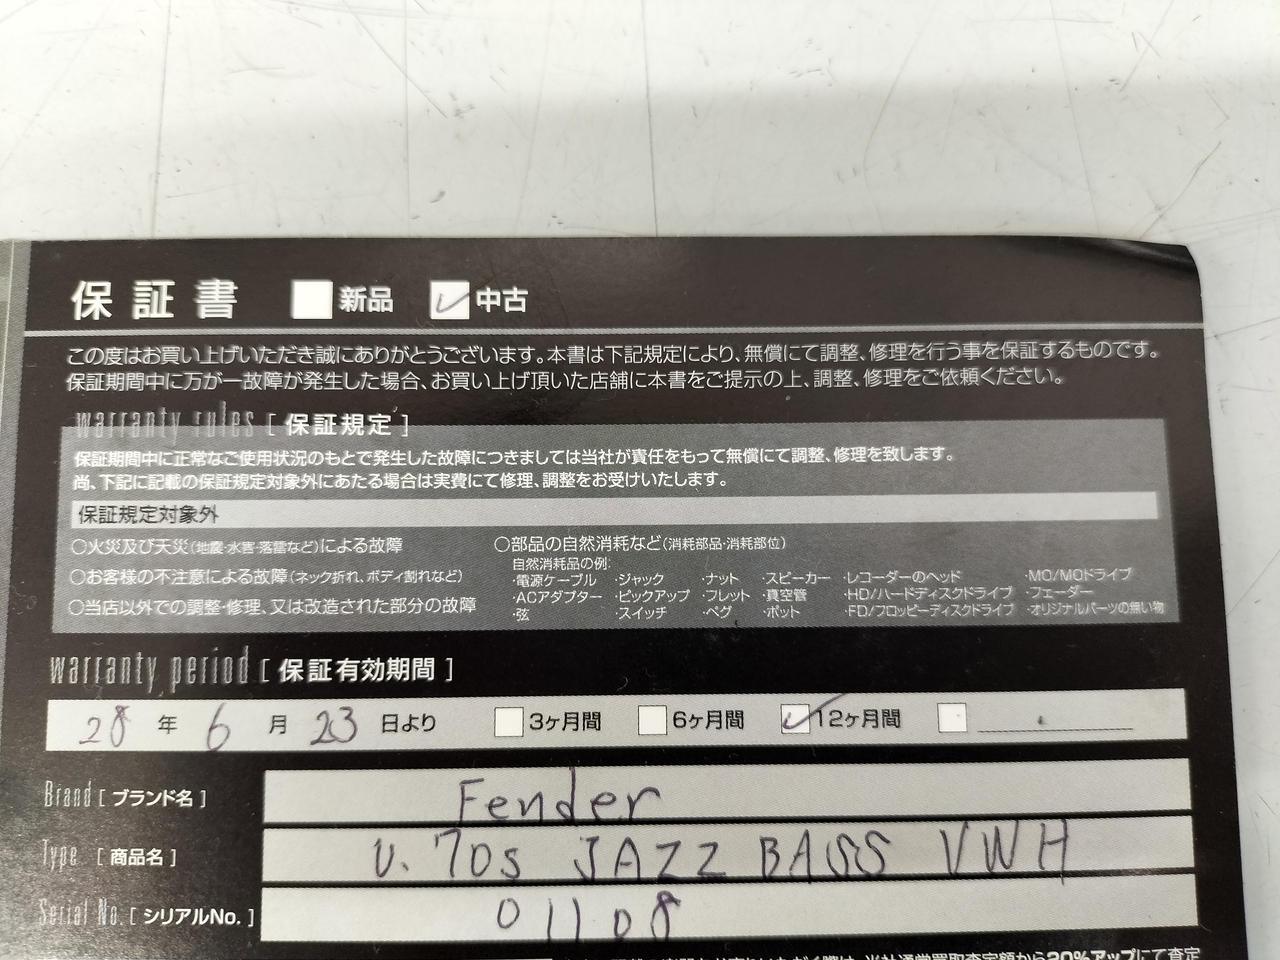 保証書 新品 中古
この度はお買い上げいただき誠にありがとうございます。本書は下記規定により、無償にて調整、修理を行う事を保証するものです。
保証期間中に万が一故障が発生した場合、お買い上げ頂いた店舗に本書をご提示の上、調整、修理をご依頼ください。
warranty rules [ 保証規定 ]
保証期間中に正常なご使用状況のもとで発生した故障につきましては当社が責任をもって無償にて調整、修理を致します。
尚、下記に記載の保証規定対象外にあたる場合は実費にて修理、調整をお受けいたします。
保証規定対象外
○火災及び天災(地震·水害·落雷など)による故障
○お客様の不注意による故障(ネック折れ、ボディ割れなど)
○当店以外での調整·修理、又は改造された部分の故障
○部品の自然消耗など(消耗部品·消耗部位)
自然消耗品の例:
·電源ケーブル ·ジャック ·ナット ·スピーカー ·レコーダーのヘッド ·MO/MOドライブ
·ACアダプター ·ピックアップ ·フレット ·真空管 ·HD/ハードディスクドライブ ·フェーダー
·弦 ·スイッチ ·ペグ ·ポット ·FD/フロッピーディスクドライブ ·オリジナルパーツの無い物
warranty period [ 保証有効期間 ]
28 年 6 月 23 日より 3ヶ月間 6ヶ月間 12ヶ月間
Brand [ ブランド名 ] Fender
Type [ 商品名 ] U. 70s JAZZ BASS VWH
Serial No. [ シリアルNo. ] 01108
当社通常買取査定額から20%アップにて査定